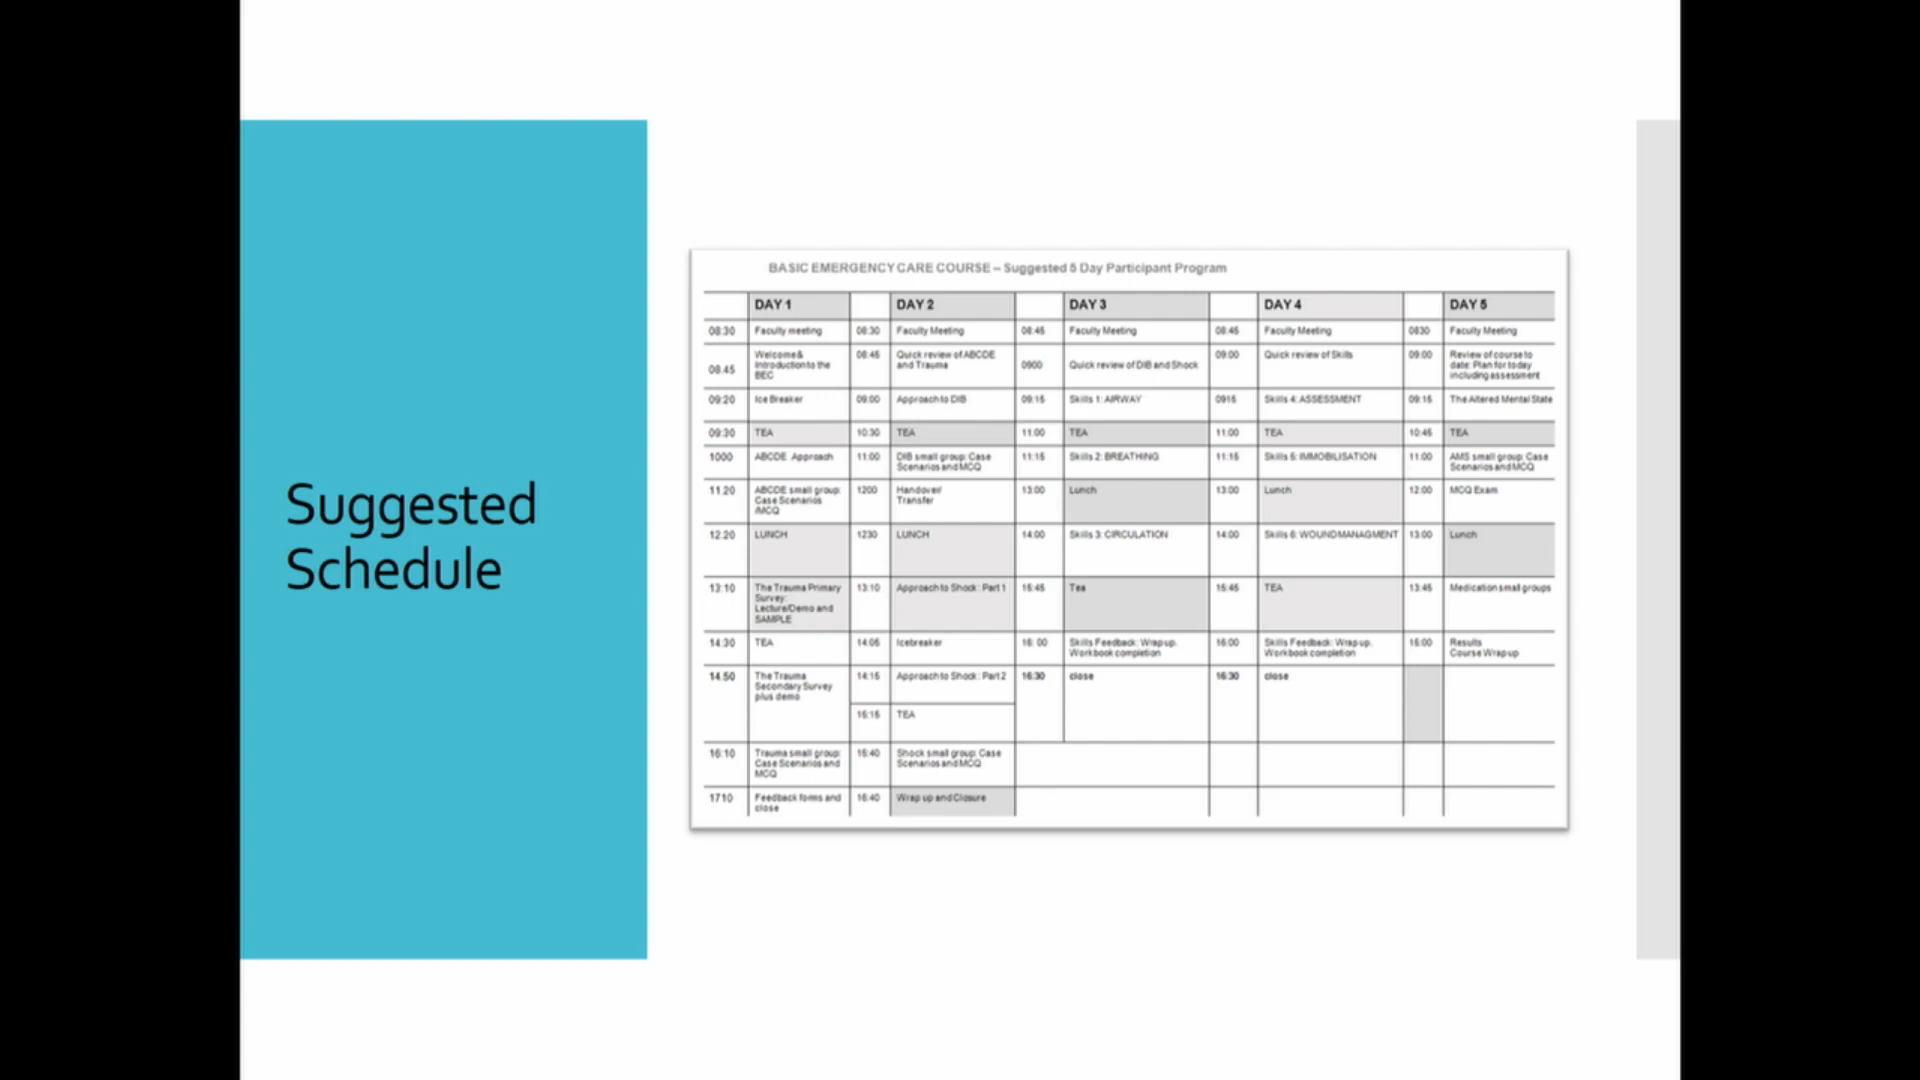 Suggested
Schedule
BASIC EMERGENCY CARE COURSE – Suggested 5 Day Participant Program
DAY 1 DAY 2 DAY 3 DAY 4 DAY 5
08:30 Faculty meeting 08:30 Faculty Meeting 08:45 Faculty Meeting 08:45 Faculty Meeting 0830 Faculty Meeting
08.45 Welcome & Introduction to the BEC 08:45 Quick review of ABCDE and Trauma 0900 Quick review of DIB and Shock 09:00 Quick review of Skills 09:00 Review of course to date: Plan for today including assessment
09:20 Ice Breaker 09:00 Approach to DIB 09:15 Skills 1: AIRWAY 0915 Skills 4: ASSESSMENT 09:15 The Altered Mental State
09:30 TEA 10:30 TEA 11:00 TEA 11:00 TEA 10:45 TEA
1000 ABCDE Approach 11:00 DIB small group: Case Scenarios and MCQ 11:15 Skills 2: BREATHING 11:15 Skills 5: IMMOBILISATION 11:00 AMS small group: Case Scenarios and MCQ
11.20 ABCDE small group: Case Scenarios /MCQ 1200 Handover/ Transfer 13:00 Lunch 13:00 Lunch 12:00 MCQ Exam
12.20 LUNCH 1230 LUNCH 14:00 Skills 3: CIRCULATION 14:00 Skills 6: WOUND MANAGMENT 13:00 Lunch
13:10 The Trauma Primary Survey: Lecture/Demo and SAMPLE 13:10 Approach to Shock: Part 1 15:45 Tea 15:45 TEA 13:45 Medication small groups
14:30 TEA 14:05 Icebreaker 16:00 Skills Feedback: Wrap up. Workbook completion 16:00 Skills Feedback: Wrap up. Workbook completion 15:00 Results Course Wrap up
14.50 The Trauma Secondary Survey plus demo 14:15 Approach to Shock: Part 2 16:30 close 16:30 close
15:15 TEA
16:10 Trauma small group: Case Scenarios and MCQ 15:40 Shock small group: Case Scenarios and MCQ
1710 Feedback forms and close 16:40 Wrap up and Closure